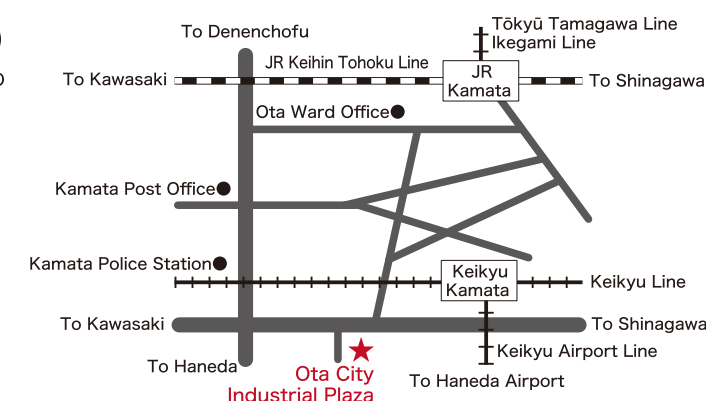 Tōkyū Tamagawa Line
Ikegami Line
To Denenchofu
JR Keihin Tohoku Line
To Kawasaki
JR
Kamata
To Shinagawa
Ota Ward Office
Kamata Post Office
Kamata Police Station
Keikyu
Kamata
Keikyu Line
To Kawasaki
To Shinagawa
Keikyu Airport Line
To Haneda
Ota City
Industrial Plaza
To Haneda Airport